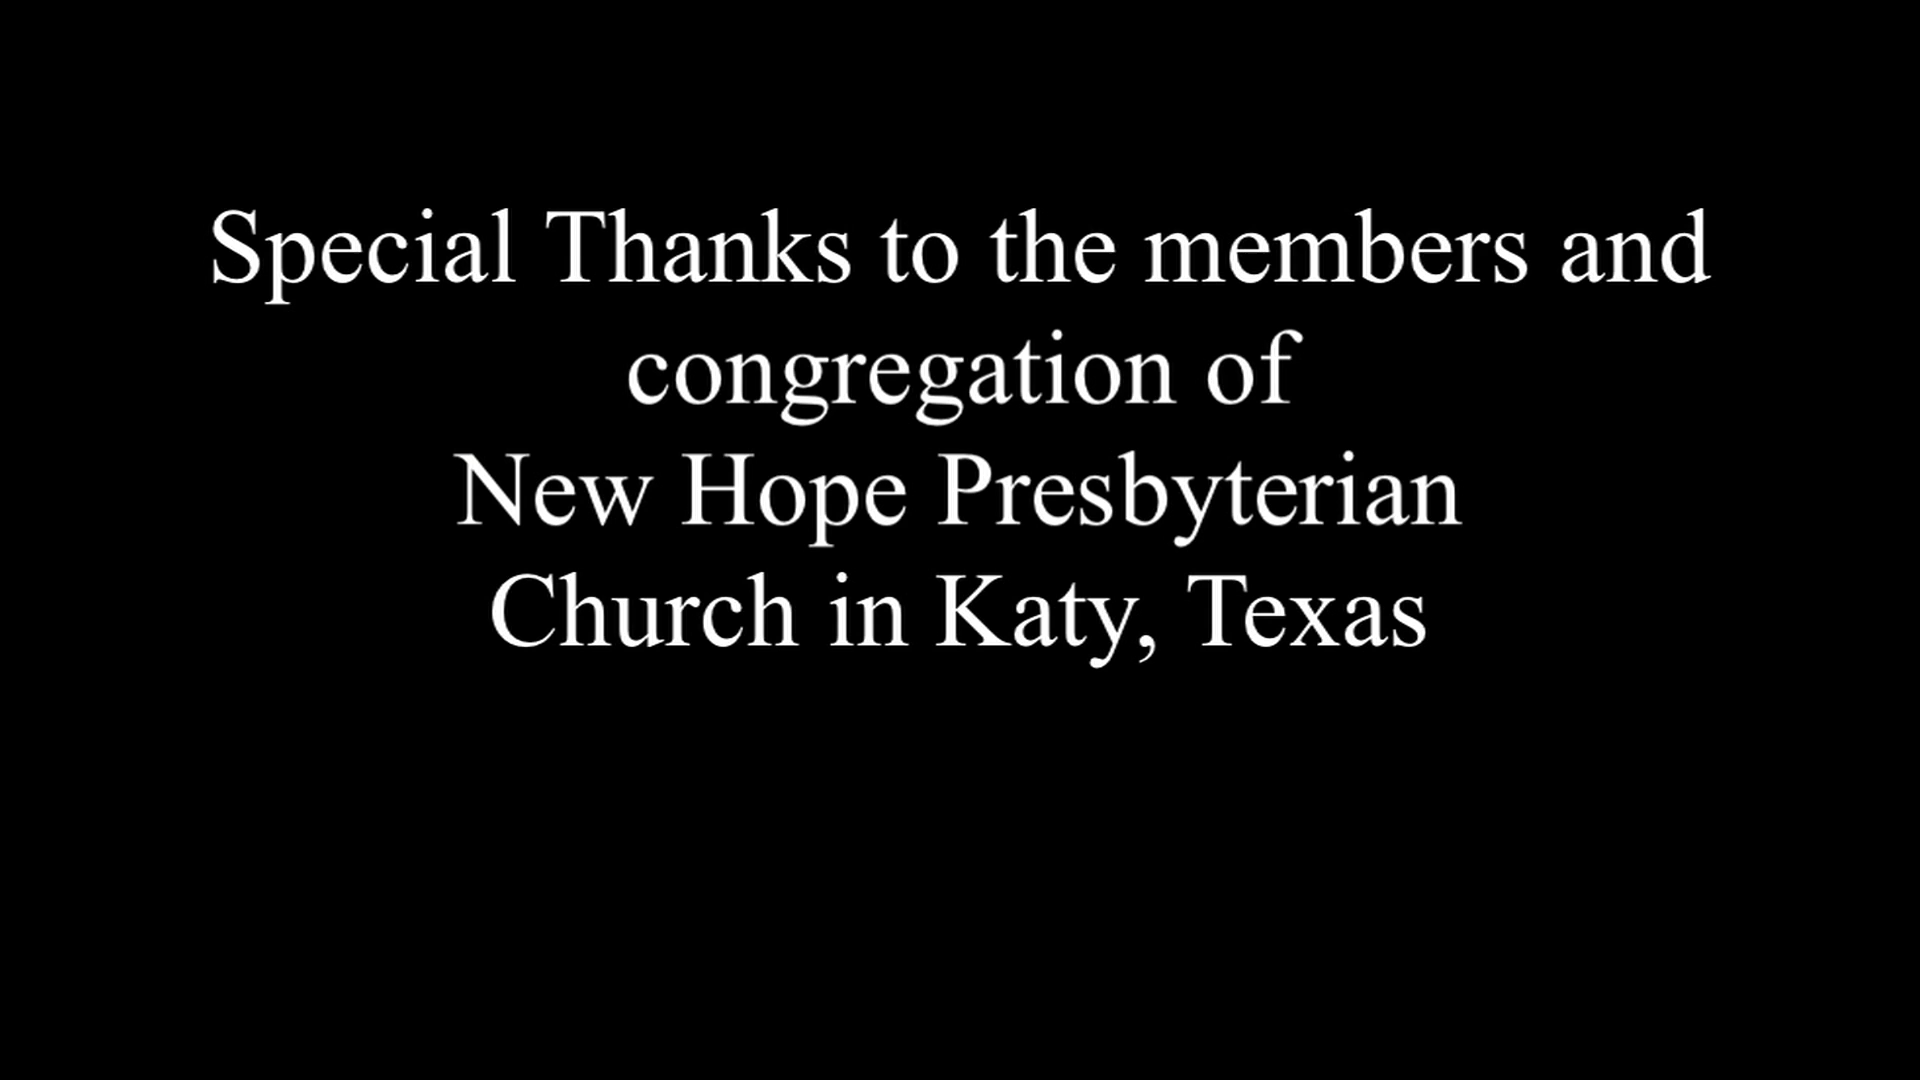 Special Thanks to the members and
congregation of
New Hope Presbyterian
Church in Katy, Texas